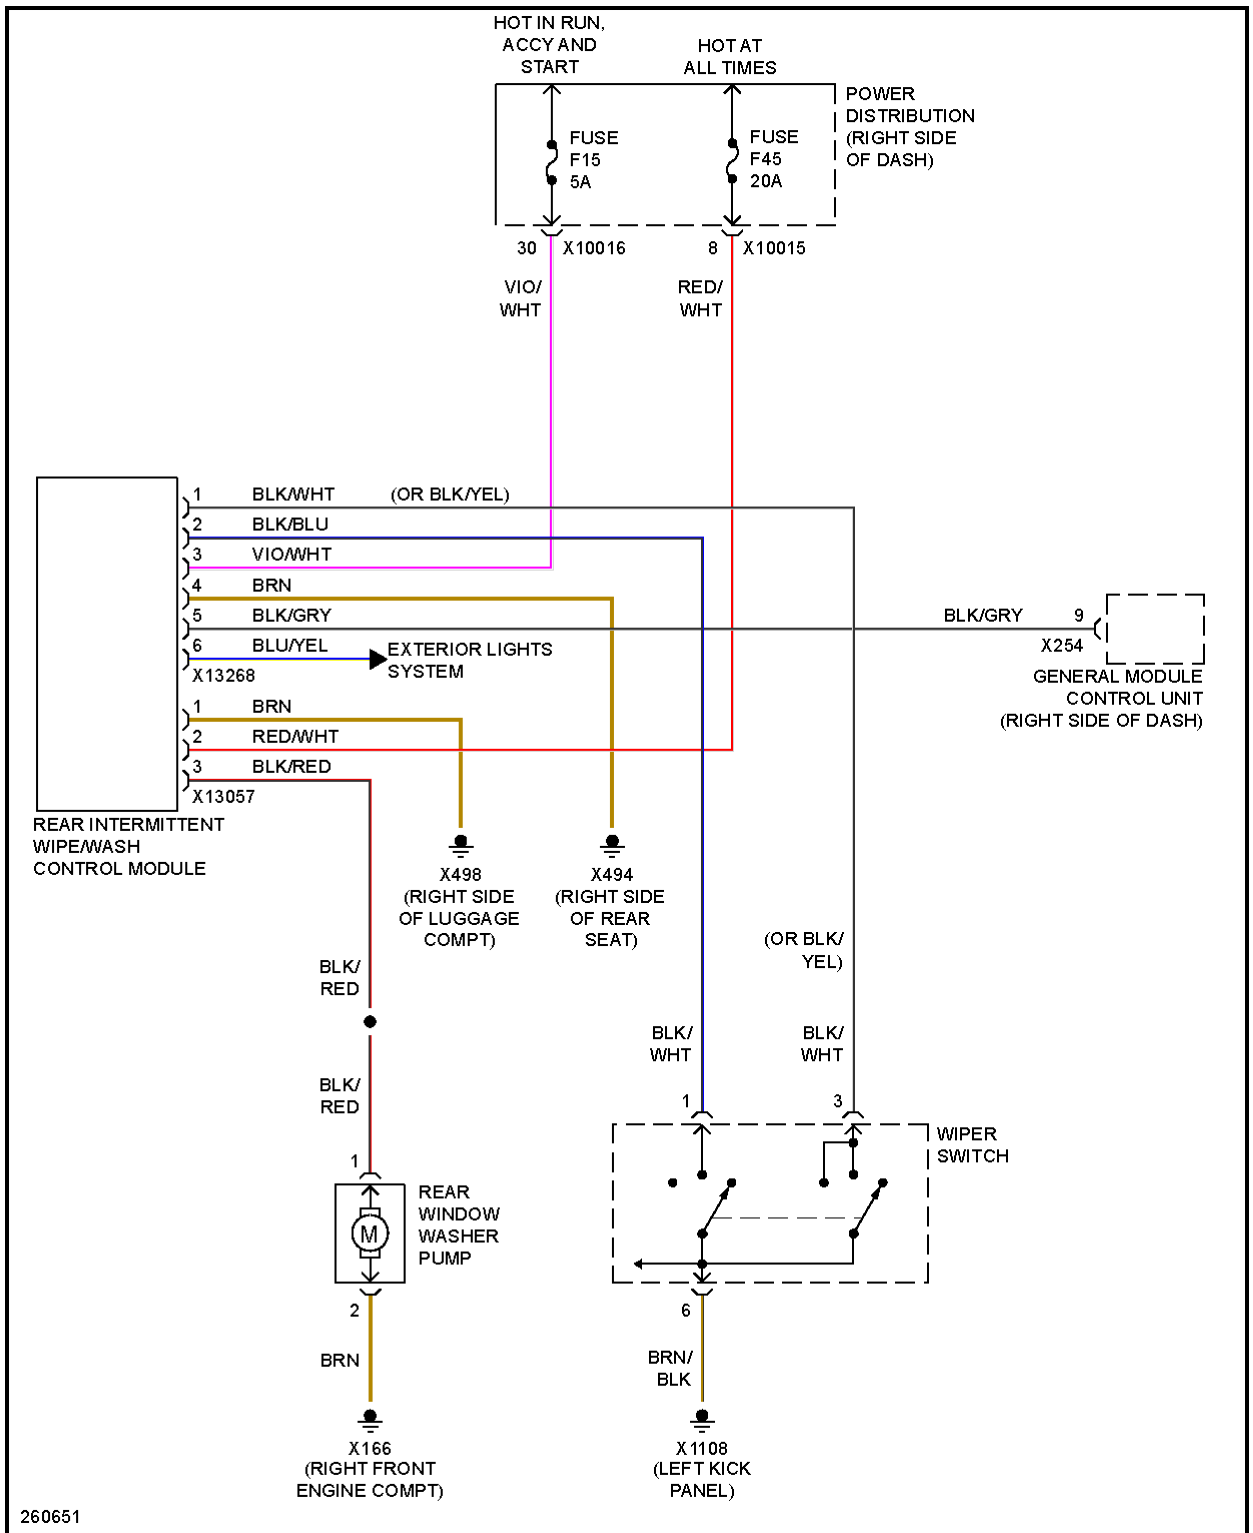 HOT IN RUN,
ACCY AND
START
HOT AT
ALL TIMES
POWER
DISTRIBUTION
(RIGHT SIDE
OF DASH)
FUSE
F15
5A
FUSE
F45
20A
30
X10016
8
X10015
VIO/
WHT
RED/
WHT
1 BLK/WHT (OR BLK/YEL)
2 BLK/BLU
3 VIO/WHT
4 BRN
5 BLK/GRY
6 BLU/YEL
X13268
EXTERIOR LIGHTS
SYSTEM
BLK/GRY 9
X254
GENERAL MODULE
CONTROL UNIT
(RIGHT SIDE OF DASH)
1 BRN
2 RED/WHT
3 BLK/RED
X13057
REAR INTERMITTENT
WIPE/WASH
CONTROL MODULE
X498
(RIGHT SIDE
OF LUGGAGE
COMPT)
X494
(RIGHT SIDE
OF REAR
SEAT)
(OR BLK/
YEL)
BLK/
RED
BLK/
WHT
BLK/
WHT
BLK/
RED
1
3
WIPER
SWITCH
1
REAR
WINDOW
WASHER
PUMP
M
2
6
BRN
BRN/
BLK
X166
(RIGHT FRONT
ENGINE COMPT)
X1108
(LEFT KICK
PANEL)
260651